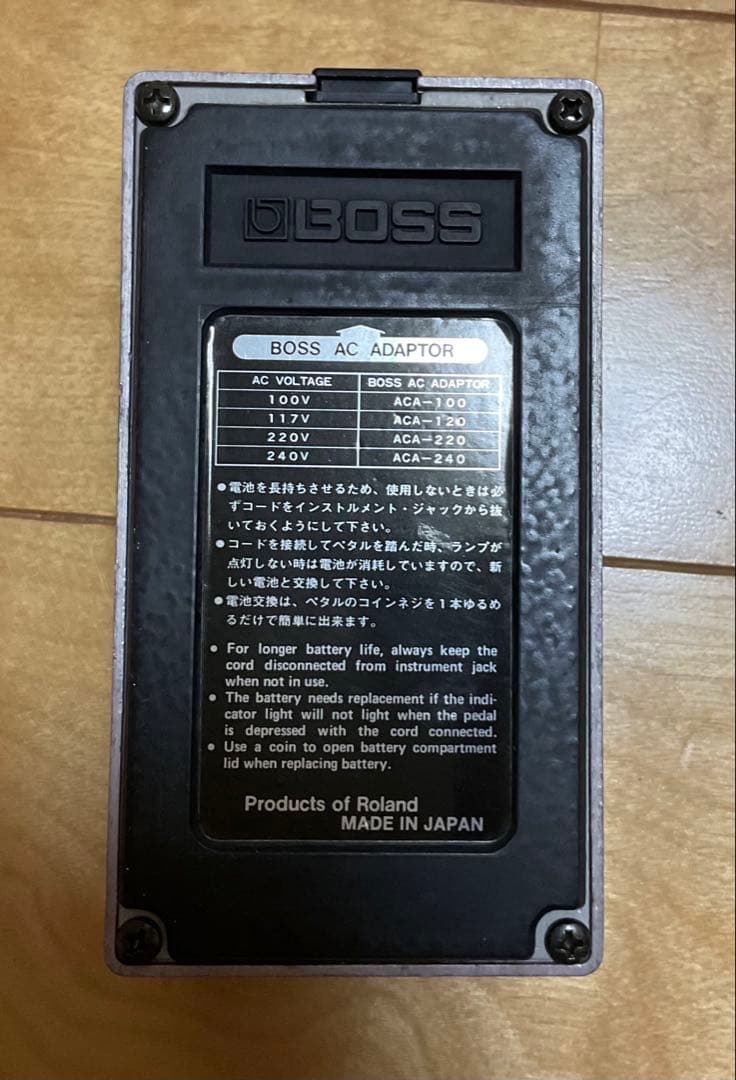 BOSS
BOSS AC ADAPTOR
AC VOLTAGE BOSS AC ADAPTOR
100V ACA-100
117V ACA-120
220V ACA-220
240V ACA-240
●電池を長持ちさせるため、使用しないときは必
ずコードをインストルメント・ジャックから抜
いておくようにして下さい。
●コードを接続してペタルを踏んだ時、ランプが
点灯しない時は電池が消耗していますので、新
しい電池と交換して下さい。
●電池交換は、ペタルのコインネジを1本ゆるめ
るだけで簡単に出来ます。
● For longer battery life, always keep the
cord disconnected from instrument jack
when not in use.
● The battery needs replacement if the indi-
cator light will not light when the pedal
is depressed with the cord connected.
● Use a coin to open battery compartment
lid when replacing battery.
Products of Roland
MADE IN JAPAN